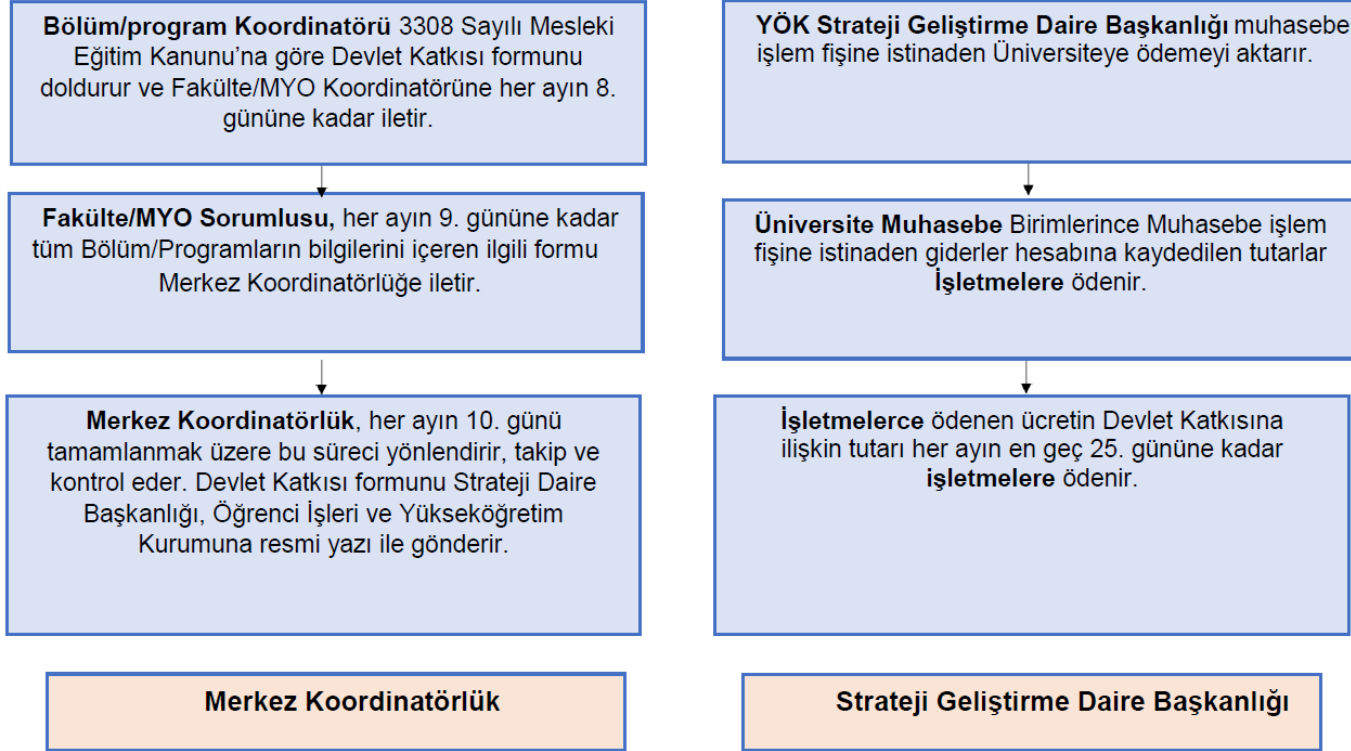 Bölüm/program Koordinatörü 3308 Sayılı Mesleki
Eğitim Kanunu’na göre Devlet Katkısı formunu
doldurur ve Fakülte/MYO Koordinatörüne her ayın 8.
gününe kadar iletir.
Fakülte/MYO Sorumlusu, her ayın 9. gününe kadar
tüm Bölüm/Programların bilgilerini içeren ilgili formu
Merkez Koordinatörlüğe iletir.
Merkez Koordinatörlük, her ayın 10. günü
tamamlanmak üzere bu süreci yönlendirir, takip ve
kontrol eder. Devlet Katkısı formunu Strateji Daire
Başkanlığı, Öğrenci İşleri ve Yükseköğretim
Kurumuna resmi yazı ile gönderir.
Merkez Koordinatörlük
YÖK Strateji Geliştirme Daire Başkanlığı muhasebe
işlem fişine istinaden Üniversiteye ödemeyi aktarır.
Üniversite Muhasebe Birimlerince Muhasebe işlem
fişine istinaden giderler hesabına kaydedilen tutarlar
İşletmelere ödenir.
İşletmelerce ödenen ücretin Devlet Katkısına
ilişkin tutarı her ayın en geç 25. gününe kadar
işletmelere ödenir.
Strateji Geliştirme Daire Başkanlığı